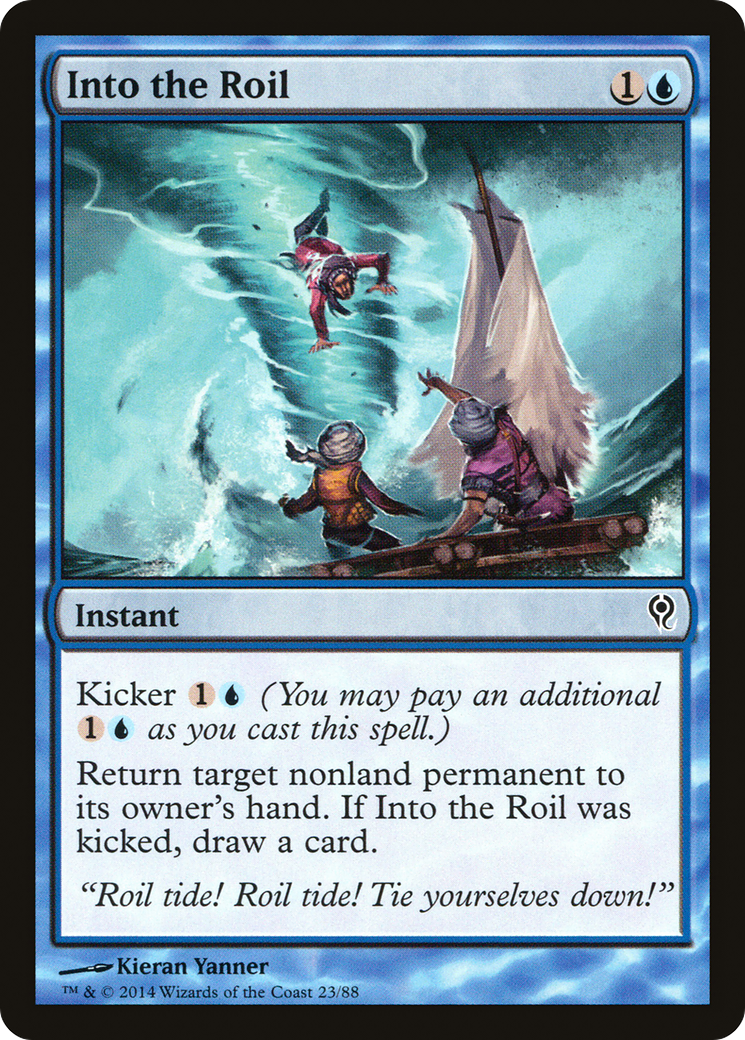 Into the Roil 1
Instant
Kicker 1 (You may pay an additional
1 as you cast this spell.)
Return target nonland permanent to
its owner's hand. If Into the Roil was
kicked, draw a card.
“Roil tide! Roil tide! Tie yourselves down!”
Kieran Yanner
™ & © 2014 Wizards of the Coast 23/88